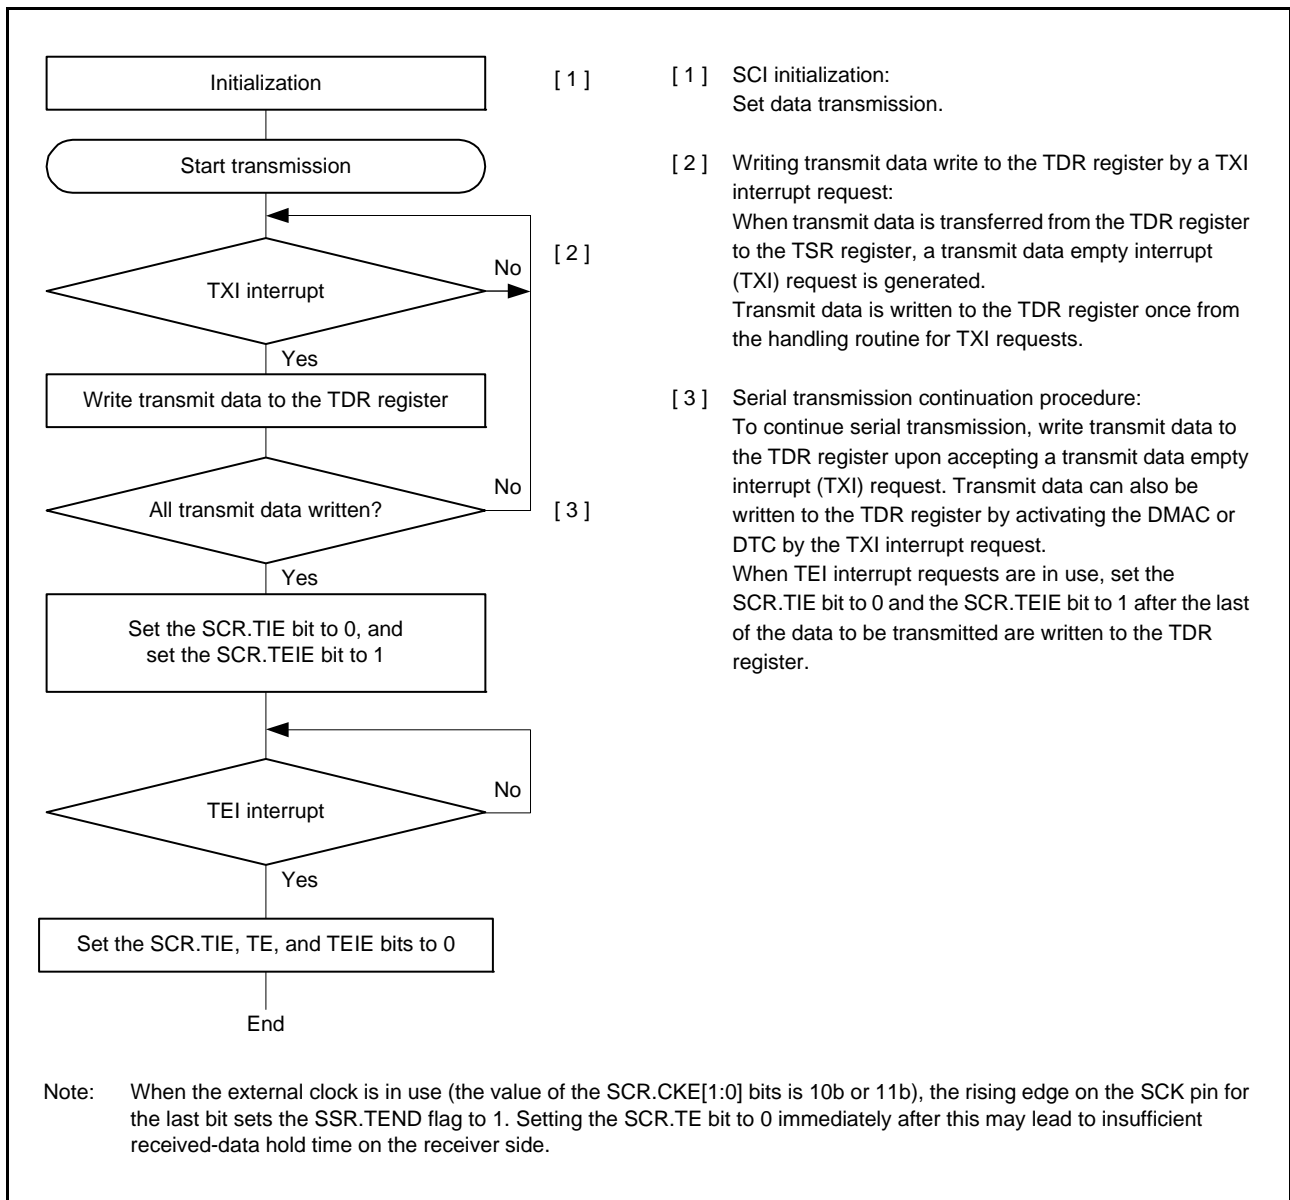 Initialization
[ 1 ]
Start transmission
[ 2 ]
TXI interrupt
No
Yes
Write transmit data to the TDR register
All transmit data written?
No
[ 3 ]
Yes
Set the SCR.TIE bit to 0, and
set the SCR.TEIE bit to 1
TEI interrupt
No
Yes
Set the SCR.TIE, TE, and TEIE bits to 0
End
[ 1 ] SCI initialization:
Set data transmission.
[ 2 ] Writing transmit data write to the TDR register by a TXI
interrupt request:
When transmit data is transferred from the TDR register
to the TSR register, a transmit data empty interrupt
(TXI) request is generated.
Transmit data is written to the TDR register once from
the handling routine for TXI requests.
[ 3 ] Serial transmission continuation procedure:
To continue serial transmission, write transmit data to
the TDR register upon accepting a transmit data empty
interrupt (TXI) request. Transmit data can also be
written to the TDR register by activating the DMAC or
DTC by the TXI interrupt request.
When TEI interrupt requests are in use, set the
SCR.TIE bit to 0 and the SCR.TEIE bit to 1 after the last
of the data to be transmitted are written to the TDR
register.
Note: When the external clock is in use (the value of the SCR.CKE[1:0] bits is 10b or 11b), the rising edge on the SCK pin for
the last bit sets the SSR.TEND flag to 1. Setting the SCR.TE bit to 0 immediately after this may lead to insufficient
received-data hold time on the receiver side.